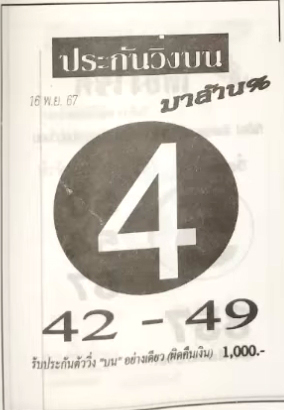 ประกันวิ่งบน
16 พ.ย. 67
บาล้าน%
4
42 - 49
รับประกันตัววิ่ง "บน" อย่างเดียว (ผิดคืนเงิน) 1,000.-